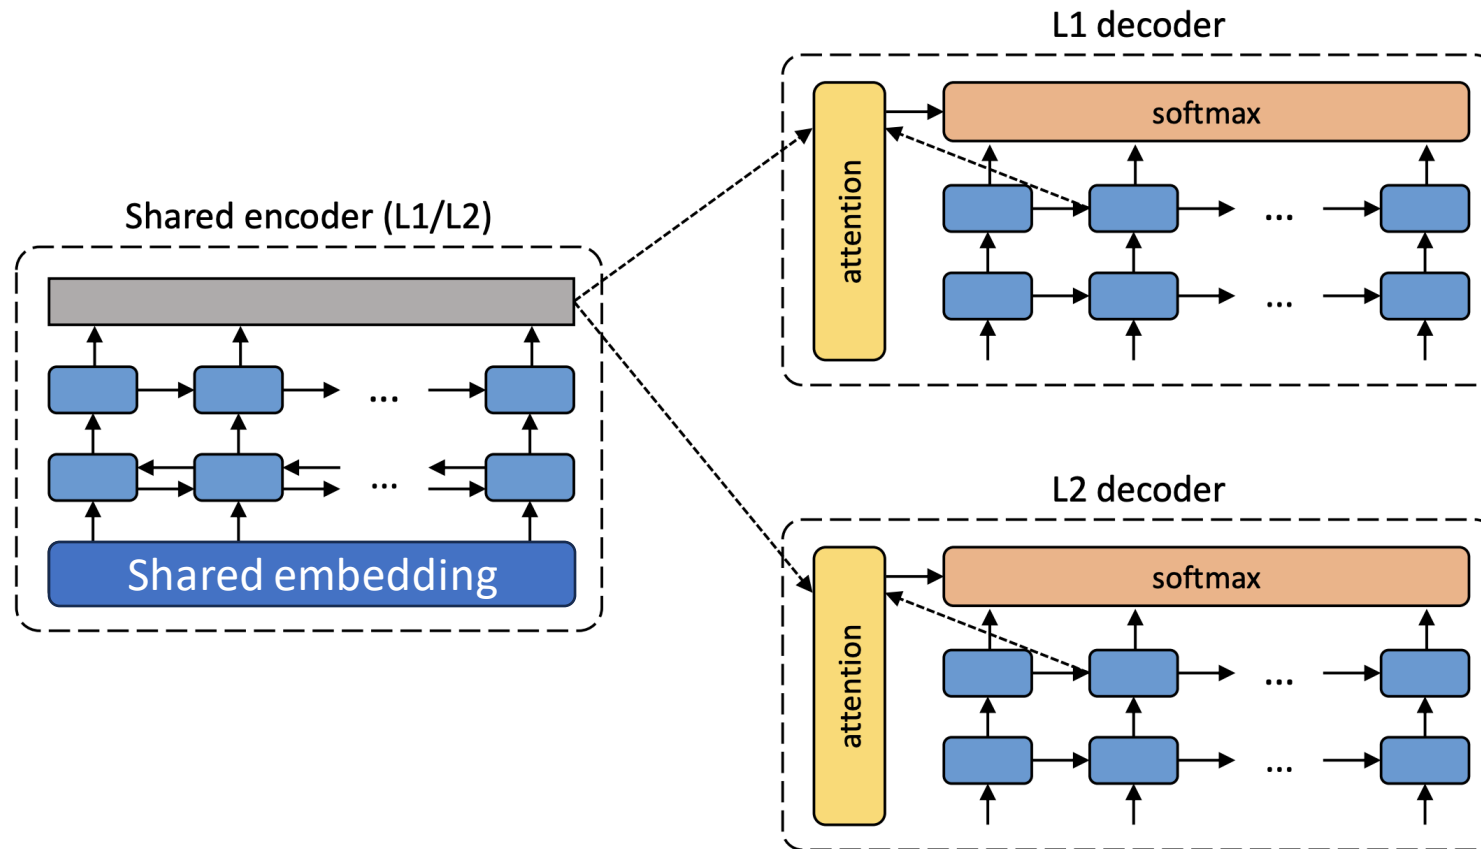 Shared encoder (L1/L2)
...
...
Shared embedding
L1 decoder
attention
softmax
...
...
L2 decoder
attention
softmax
...
...